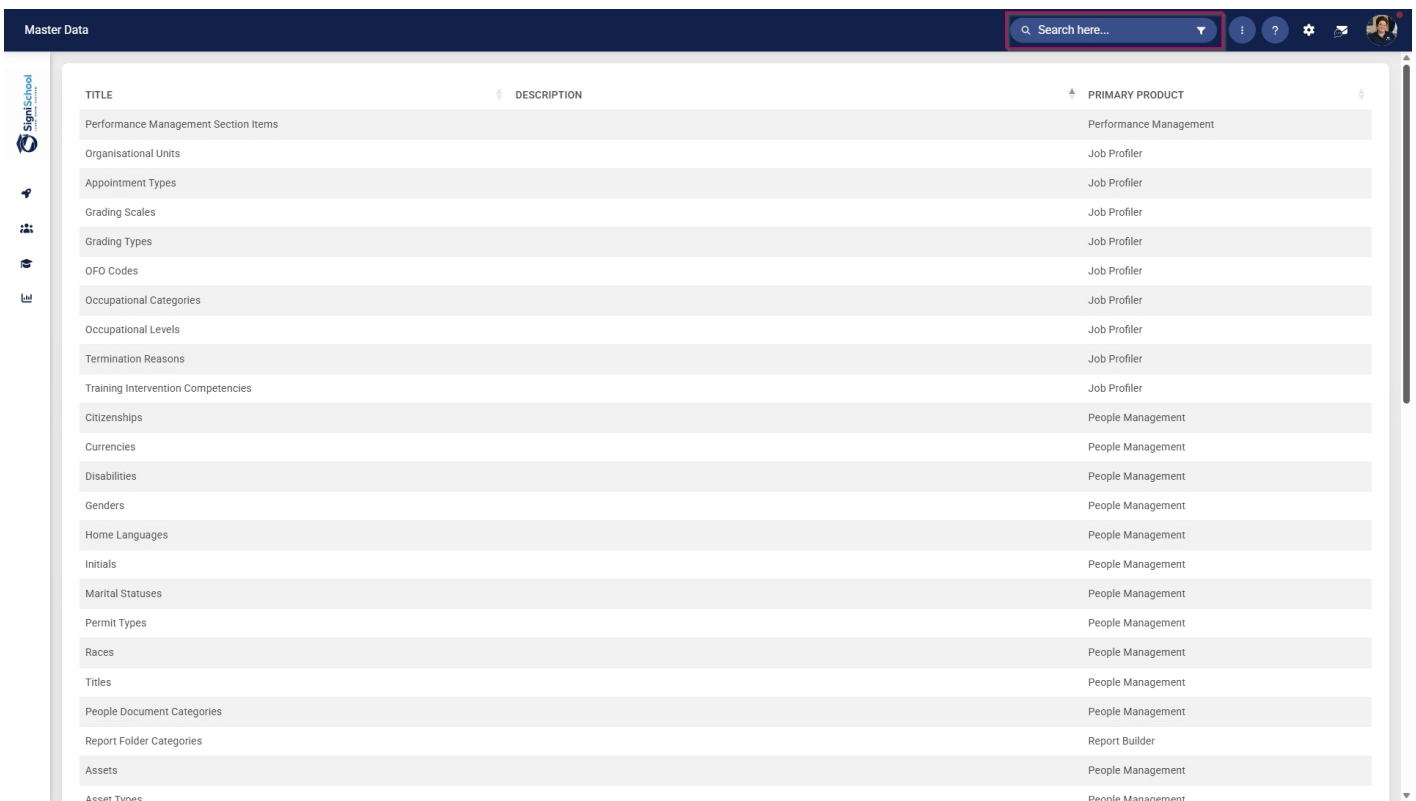 Master Data
Search here...
?
SigniSchool
TITLE DESCRIPTION PRIMARY PRODUCT
Performance Management Section Items Performance Management
Organisational Units Job Profiler
Appointment Types Job Profiler
Grading Scales Job Profiler
Grading Types Job Profiler
OFO Codes Job Profiler
Occupational Categories Job Profiler
Occupational Levels Job Profiler
Termination Reasons Job Profiler
Training Intervention Competencies Job Profiler
Citizenships People Management
Currencies People Management
Disabilities People Management
Genders People Management
Home Languages People Management
Initials People Management
Marital Statuses People Management
Permit Types People Management
Races People Management
Titles People Management
People Document Categories People Management
Report Folder Categories Report Builder
Assets People Management
Asset Types People Management